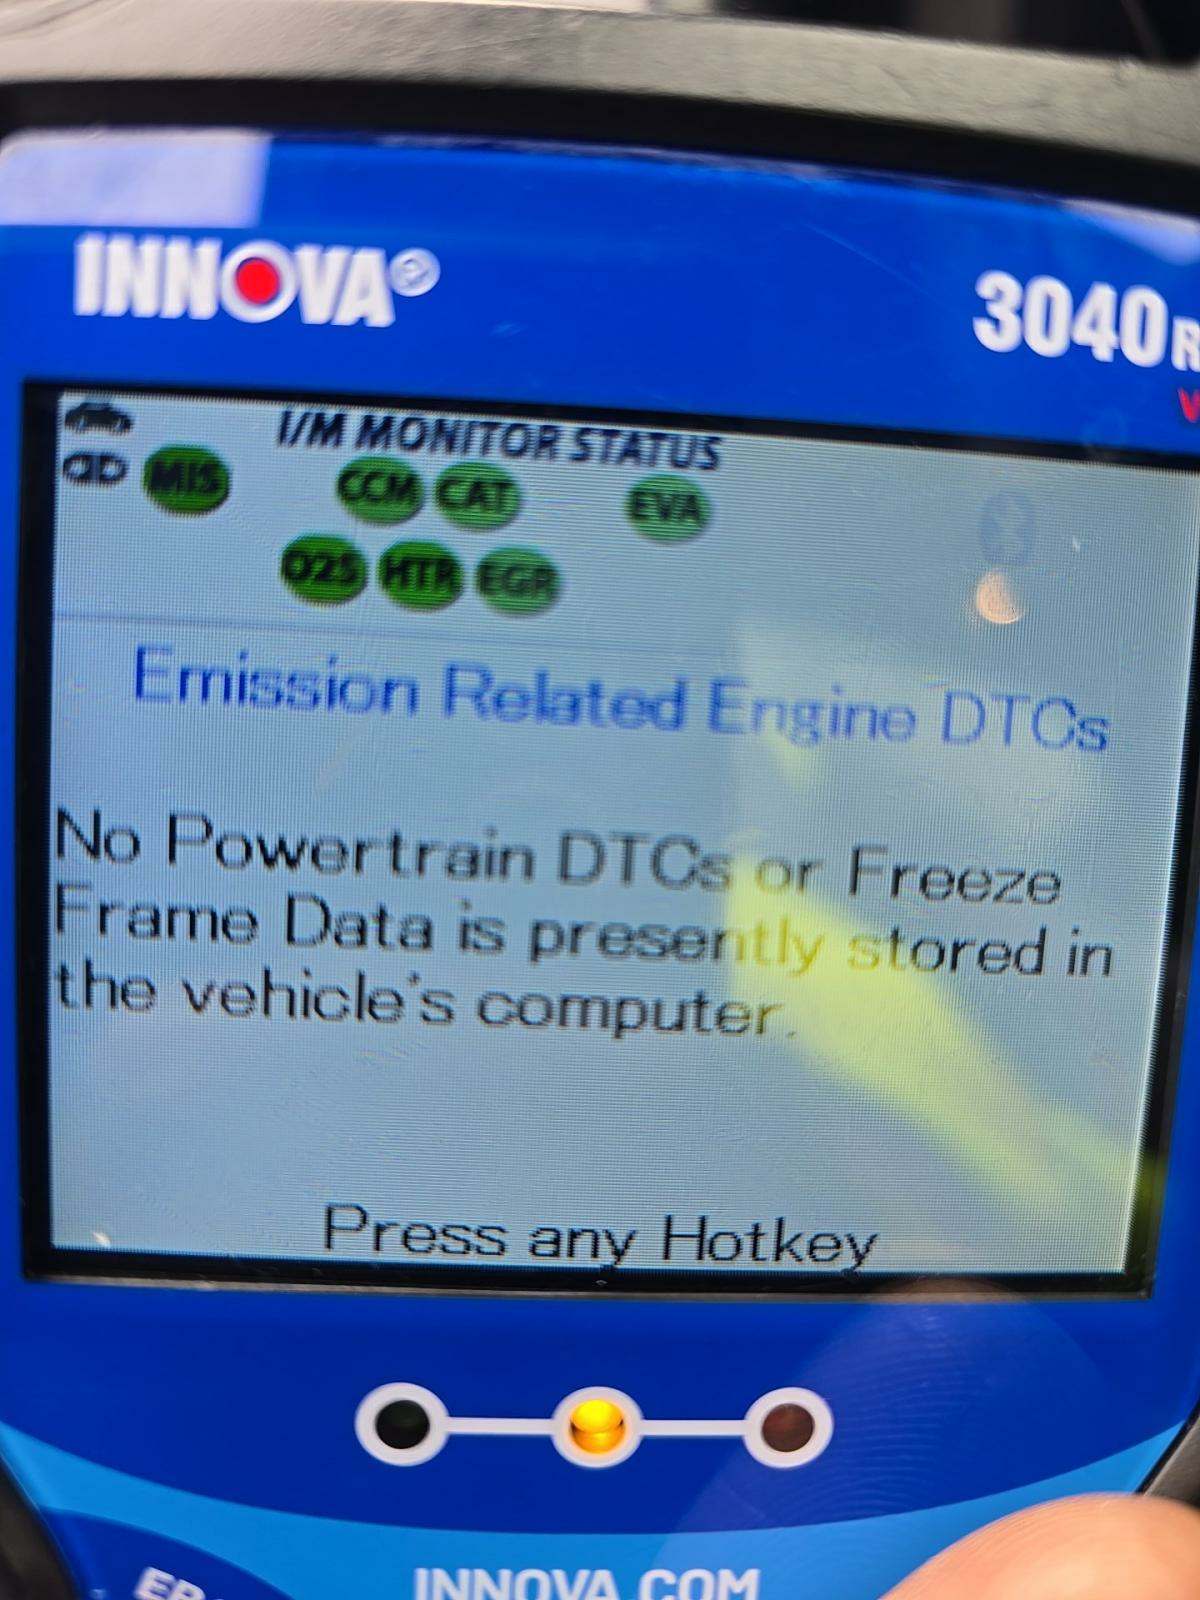 INNOVA®
3040R
I/M MONITOR STATUS
MIS CCM CAT EVA
O2S HTR EGR
Emission Related Engine DTCs
No Powertrain DTCs or Freeze
Frame Data is presently stored in
the vehicle's computer.
Press any Hotkey
INNOVA.COM